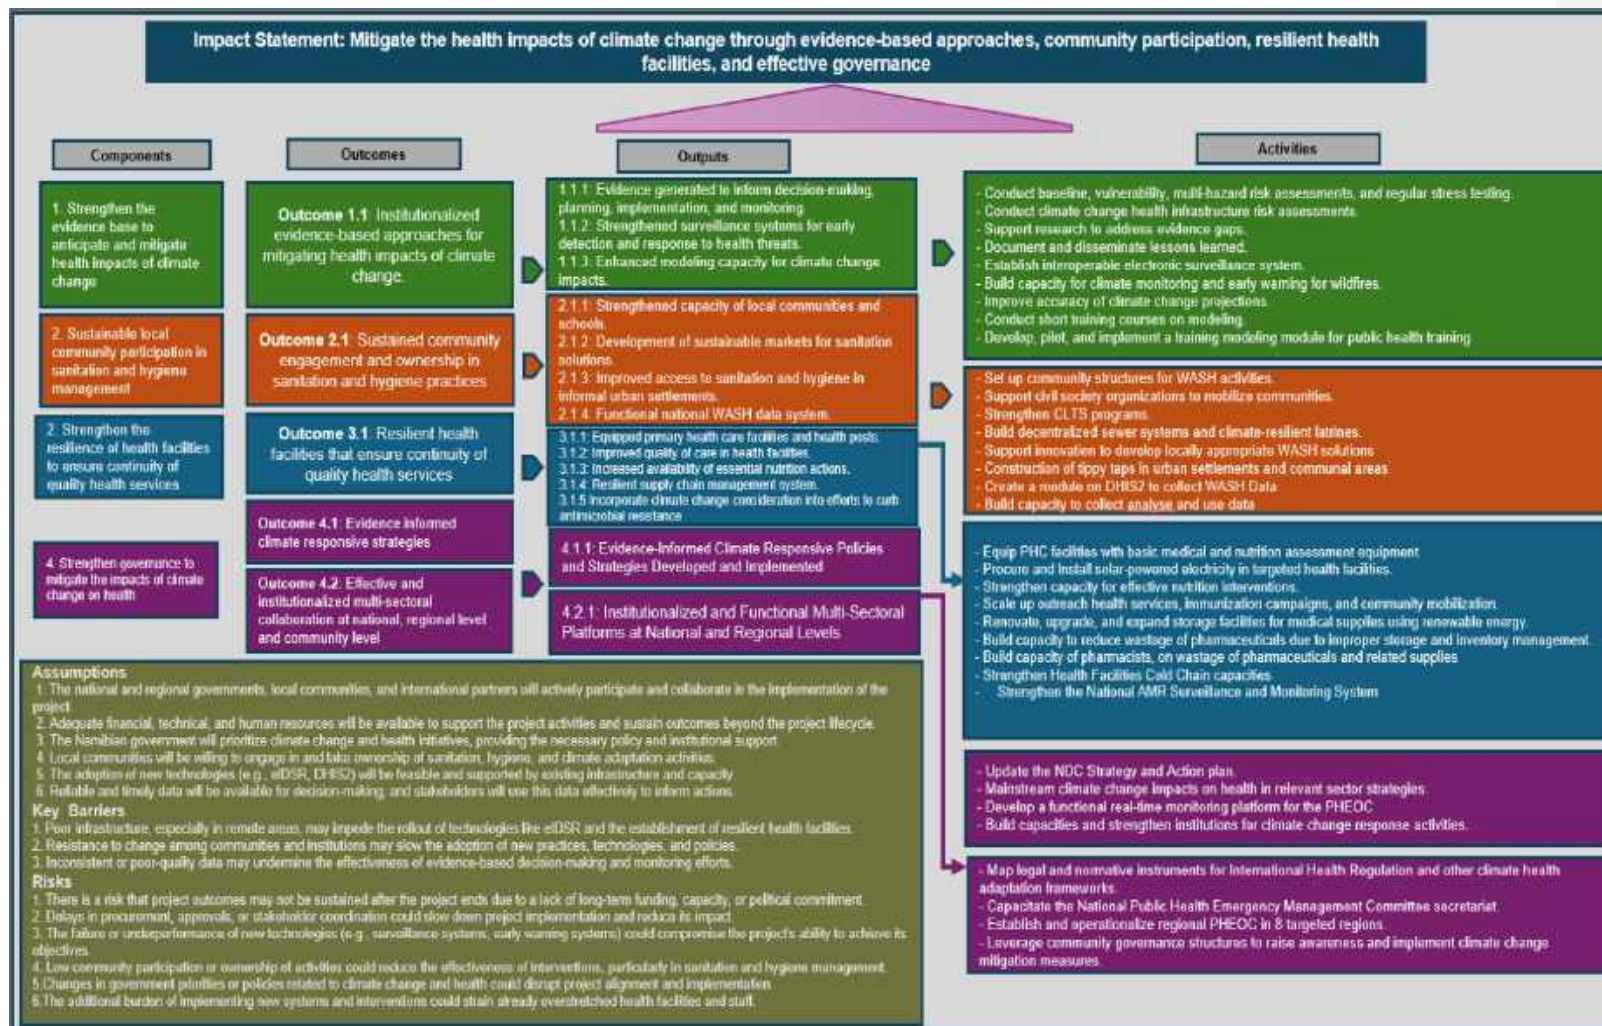 Impact Statement: Mitigate the health impacts of climate change through evidence-based approaches, community participation, resilient health
facilities, and effective governance
Components
Outcomes
Outputs
Activities
1. Strengthen the
evidence base to
anticipate and mitigate
health impacts of climate
change
2. Sustainable local
community participation in
sanitation and hygiene
management
2. Strengthen the
resilience of health facilities
to ensure continuity of
quality health services
4. Strengthen governance to
mitigate the impacts of climate
change on health
Outcome 1.1: Institutionalized
evidence-based approaches for
mitigating health impacts of climate
change.
Outcome 2.1: Sustained community
engagement and ownership in
sanitation and hygiene practices
Outcome 3.1: Resilient health
facilities that ensure continuity of
quality health services
Outcome 4.1: Evidence informed
climate responsive strategies
Outcome 4.2: Effective and
institutionalized multi-sectoral
collaboration at national, regional level
and community level
1.1.1: Evidence generated to inform decision-making,
planning, implementation, and monitoring
1.1.2: Strengthened surveillance systems for early
detection and response to health threats.
1.1.3: Enhanced modeling capacity for climate change
impacts.
2.1.1: Strengthened capacity of local communities and
schools.
2.1.2: Development of sustainable markets for sanitation
solutions.
2.1.3: Improved access to sanitation and hygiene in
informal urban settlements.
2.1.4: Functional national WASH data system.
3.1.1: Equipped primary health care facilities and health posts.
3.1.2: Improved quality of care in health facilities
3.1.3: Increased availability of essential nutrition actions.
3.1.4: Resilient supply chain management system.
3.1.5 Incorporate climate change consideration into efforts to curb
antimicrobial resistance
4.1.1: Evidence-Informed Climate Responsive Policies
and Strategies Developed and Implemented
4.2.1: Institutionalized and Functional Multi-Sectoral
Platforms at National and Regional Levels
- Conduct baseline, vulnerability, multi-hazard risk assessments, and regular stress testing.
- Conduct climate change health infrastructure risk assessments.
- Support research to address evidence gaps.
- Document and disseminate lessons learned.
- Establish interoperable electronic surveillance system.
- Build capacity for climate monitoring and early warning for wildfires.
- Improve accuracy of climate change projections.
- Conduct short training courses on modeling.
- Develop, pilot, and implement a training modeling module for public health training
- Set up community structures for WASH activities.
- Support civil society organizations to mobilize communities.
- Strengthen CLTS programs.
- Build decentralized sewer systems and climate-resilient latrines.
- Support innovation to develop locally appropriate WASH solutions
- Construction of tippy taps in urban settlements and communal areas
- Create a module on DHIS2 to collect WASH Data
- Build capacity to collect analyse and use data
- Equip PHC facilities with basic medical and nutrition assessment equipment
- Procure and Install solar-powered electricity in targeted health facilities.
- Strengthen capacity for effective nutrition interventions.
- Scale up outreach health services, immunization campaigns, and community mobilization
- Renovate, upgrade, and expand storage facilities for medical supplies using renewable energy.
- Build capacity to reduce wastage of pharmaceuticals due to improper storage and inventory management.
- Build capacity of pharmacists, on wastage of pharmaceuticals and related supplies
- Strengthen Health Facilities Cold Chain capacities
- Strengthen the National AMR Surveillance and Monitoring System
- Update the NDC Strategy and Action plan.
- Mainstream climate change impacts on health in relevant sector strategies
- Develop a functional real-time monitoring platform for the PHEOC
- Build capacities and strengthen institutions for climate change response activities.
- Map legal and normative instruments for International Health Regulation and other climate health
adaptation frameworks.
- Capacitate the National Public Health Emergency Management Committee secretariat.
- Establish and operationalize regional PHEOC in 8 targeted regions.
- Leverage community governance structures to raise awareness and implement climate change
mitigation measures.
Assumptions
1. The national and regional governments, local communities, and international partners will actively participate and collaborate in the implementation of the
project.
2. Adequate financial, technical, and human resources will be available to support the project activities and sustain outcomes beyond the project lifecycle.
3. The Namibian government will prioritize climate change and health initiatives, providing the necessary policy and institutional support
4. Local communities will be willing to engage in and take ownership of sanitation, hygiene, and climate adaptation activities.
5. The adoption of new technologies (e.g., eIDSR, DHIS2) will be feasible and supported by existing infrastructure and capacity.
6. Reliable and timely data will be available for decision-making, and stakeholders will use this data effectively to inform actions.
Key Barriers
1. Poor infrastructure, especially in remote areas, may impede the rollout of technologies like eIDSR and the establishment of resilient health facilities.
2. Resistance to change among communities and institutions may slow the adoption of new practices, technologies, and policies.
3. Inconsistent or poor-quality data may undermine the effectiveness of evidence-based decision-making and monitoring efforts.
Risks
1. There is a risk that project outcomes may not be sustained after the project ends due to a lack of long-term funding, capacity, or political commitment.
2. Delays in procurement, approvals, or stakeholder coordination could slow down project implementation and reduce its impact.
3. The failure or underperformance of new technologies (e.g., surveillance systems, early warning systems) could compromise the project's ability to achieve its
objectives.
4. Low community participation or ownership of activities could reduce the effectiveness of interventions, particularly in sanitation and hygiene management.
5.Changes in government priorities or policies related to climate change and health could disrupt project alignment and implementation.
6.The additional burden of implementing new systems and interventions could strain already overstretched health facilities and staff.